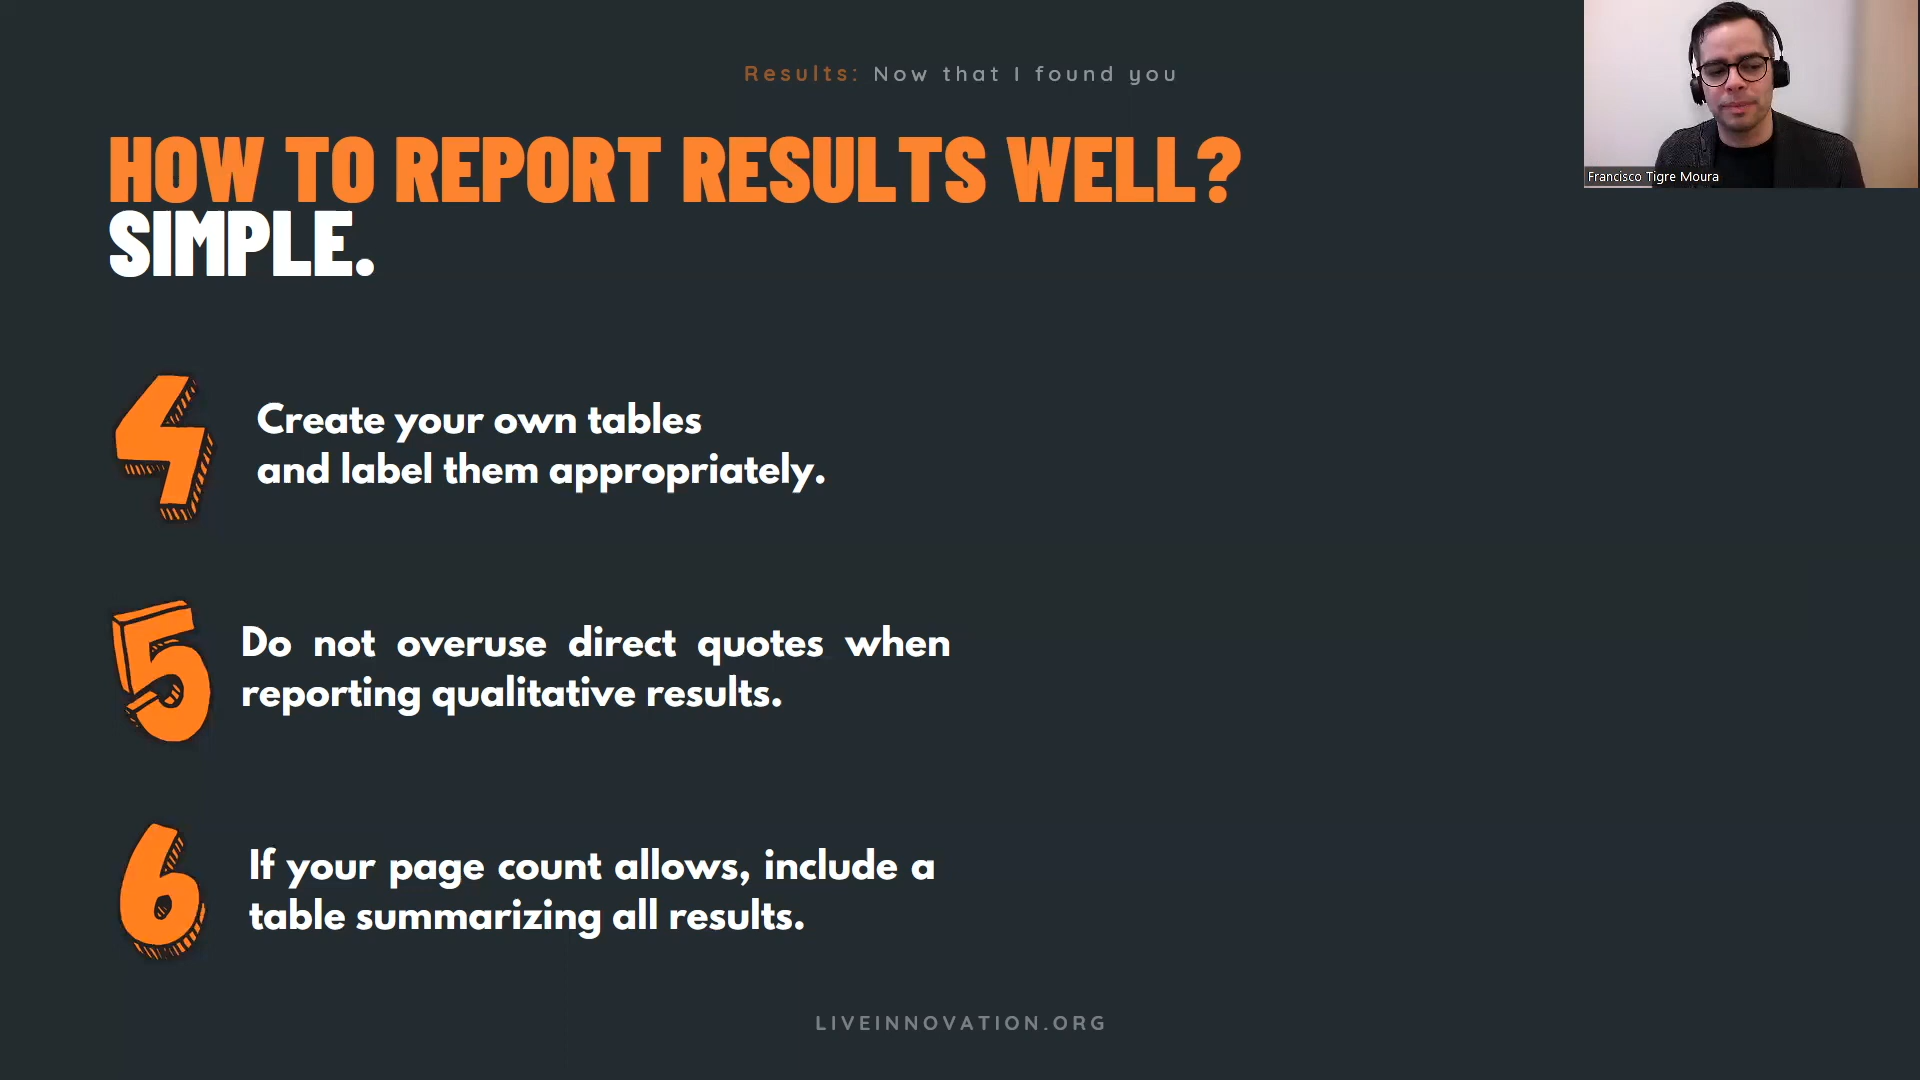 Results: Now that I found you
HOW TO REPORT RESULTS WELL?
SIMPLE.
4
Create your own tables
and label them appropriately.
5
Do not overuse direct quotes when
reporting qualitative results.
6
If your page count allows, include a
table summarizing all results.
LIVEINNOVATION.ORG
Francisco Tigre Moura